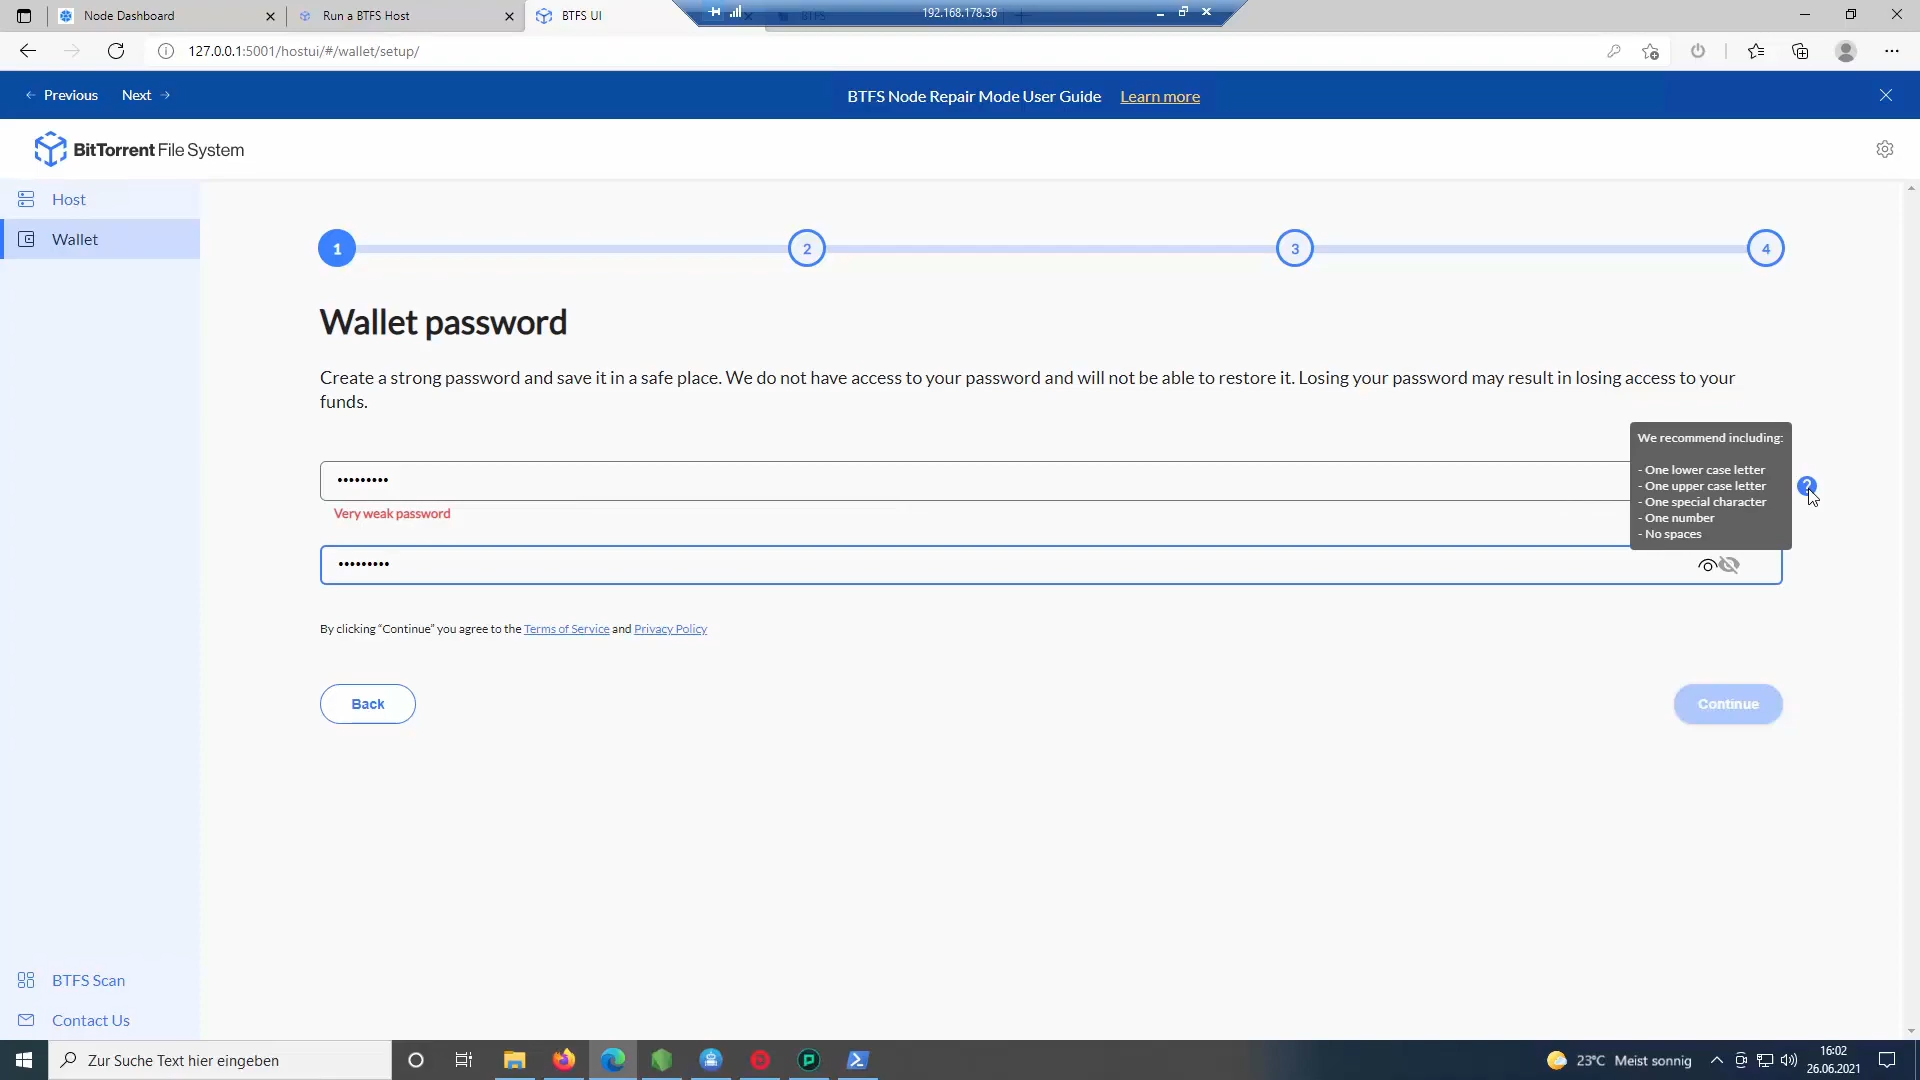 Node Dashboard
Run a BTFS Host
BTFS UI
BTFS
192.168.178.36
127.0.0.1:5001/hostui/#/wallet/setup/
Previous
Next
BTFS Node Repair Mode User Guide Learn more
BitTorrent File System
Host
Wallet
1
2
3
4
Wallet password
Create a strong password and save it in a safe place. We do not have access to your password and will not be able to restore it. Losing your password may result in losing access to your
funds.
We recommend including:
- One lower case letter
- One upper case letter
- One special character
- One number
- No spaces
?
•••••••••
Very weak password
•••••••••
By clicking “Continue” you agree to the Terms of Service and Privacy Policy
Back
Continue
BTFS Scan
Contact Us
Zur Suche Text hier eingeben
23°C Meist sonnig
16:02
26.06.2021